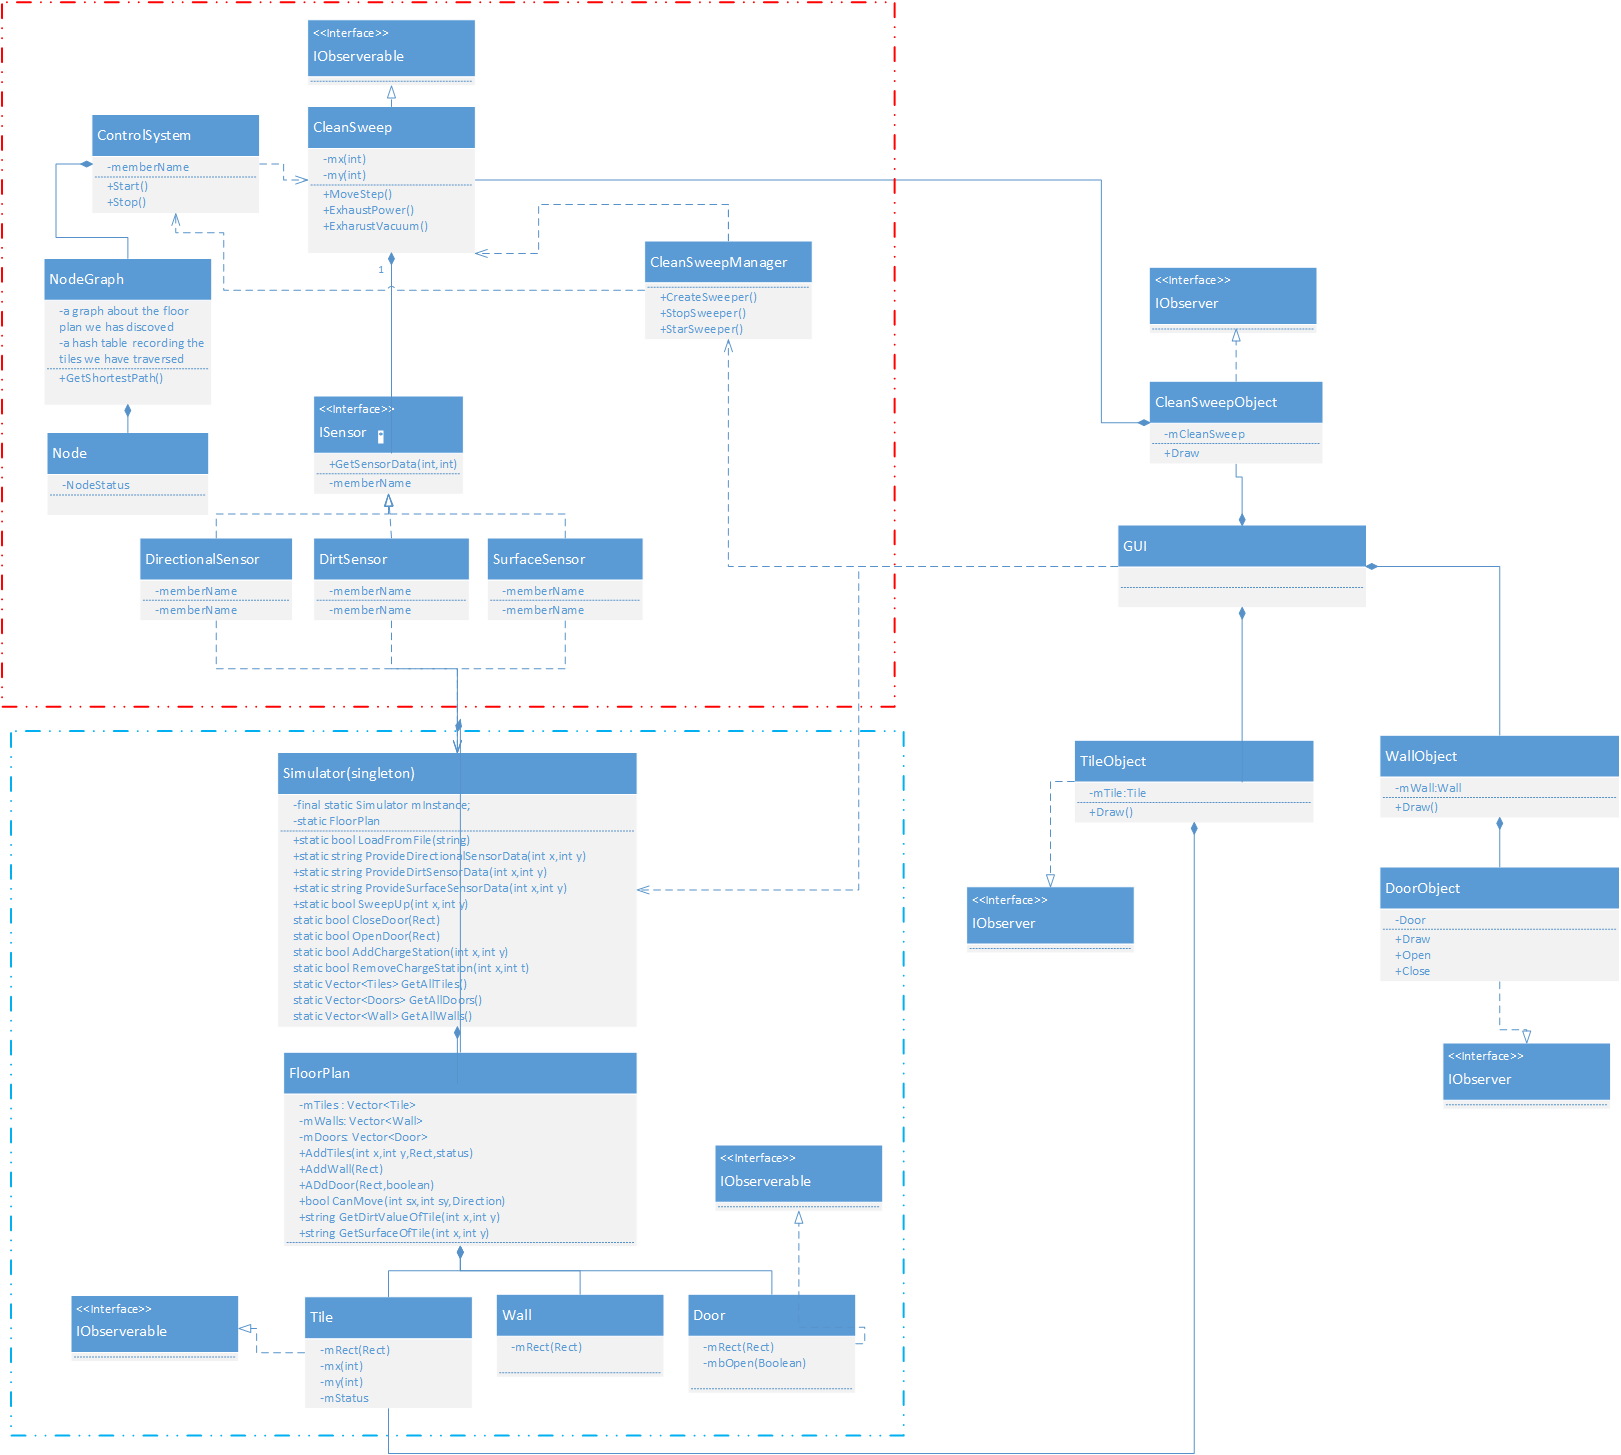 <<Interface>>
IObserverable
CleanSweep
-mx(int)
-my(int)
+MoveStep()
+ExhaustPower()
+ExharustVacuum()
1
ControlSystem
-memberName
+Start()
+Stop()
NodeGraph
-a graph about the floor
plan we has discoved
-a hash table recording the
tiles we have traversed
+GetShortestPath()
Node
-NodeStatus
CleanSweepManager
+CreateSweeper()
+StopSweeper()
+StarSweeper()
<<Interface>>
ISensor
*
+GetSensorData(int,int)
-memberName
DirectionalSensor
-memberName
-memberName
DirtSensor
-memberName
-memberName
SurfaceSensor
-memberName
-memberName
<<Interface>>
IObserver
CleanSweepObject
-mCleanSweep
+Draw
GUI
TileObject
-mTile:Tile
+Draw()
<<Interface>>
IObserver
WallObject
-mWall:Wall
+Draw()
DoorObject
-Door
+Draw
+Open
+Close
<<Interface>>
IObserver
Simulator(singleton)
-final static Simulator mInstance;
-static FloorPlan
+static bool LoadFromFile(string)
+static string ProvideDirectionalSensorData(int x,int y)
+static string ProvideDirtSensorData(int x,int y)
+static string ProvideSurfaceSensorData(int x,int y)
+static bool SweepUp(int x,int y)
static bool CloseDoor(Rect)
static bool OpenDoor(Rect)
static bool AddChargeStation(int x,int y)
static bool RemoveChargeStation(int x,int t)
static Vector<Tiles> GetAllTiles()
static Vector<Doors> GetAllDoors()
static Vector<Wall> GetAllWalls()
FloorPlan
-mTiles : Vector<Tile>
-mWalls: Vector<Wall>
-mDoors: Vector<Door>
+AddTiles(int x,int y,Rect,status)
+AddWall(Rect)
+ADdDoor(Rect,boolean)
+bool CanMove(int sx,int sy,Direction)
+string GetDirtValueOfTile(int x,int y)
+string GetSurfaceOfTile(int x,int y)
<<Interface>>
IObserverable
<<Interface>>
IObserverable
Tile
-mRect(Rect)
-mx(int)
-my(int)
-mStatus
Wall
-mRect(Rect)
Door
-mRect(Rect)
-mbOpen(Boolean)